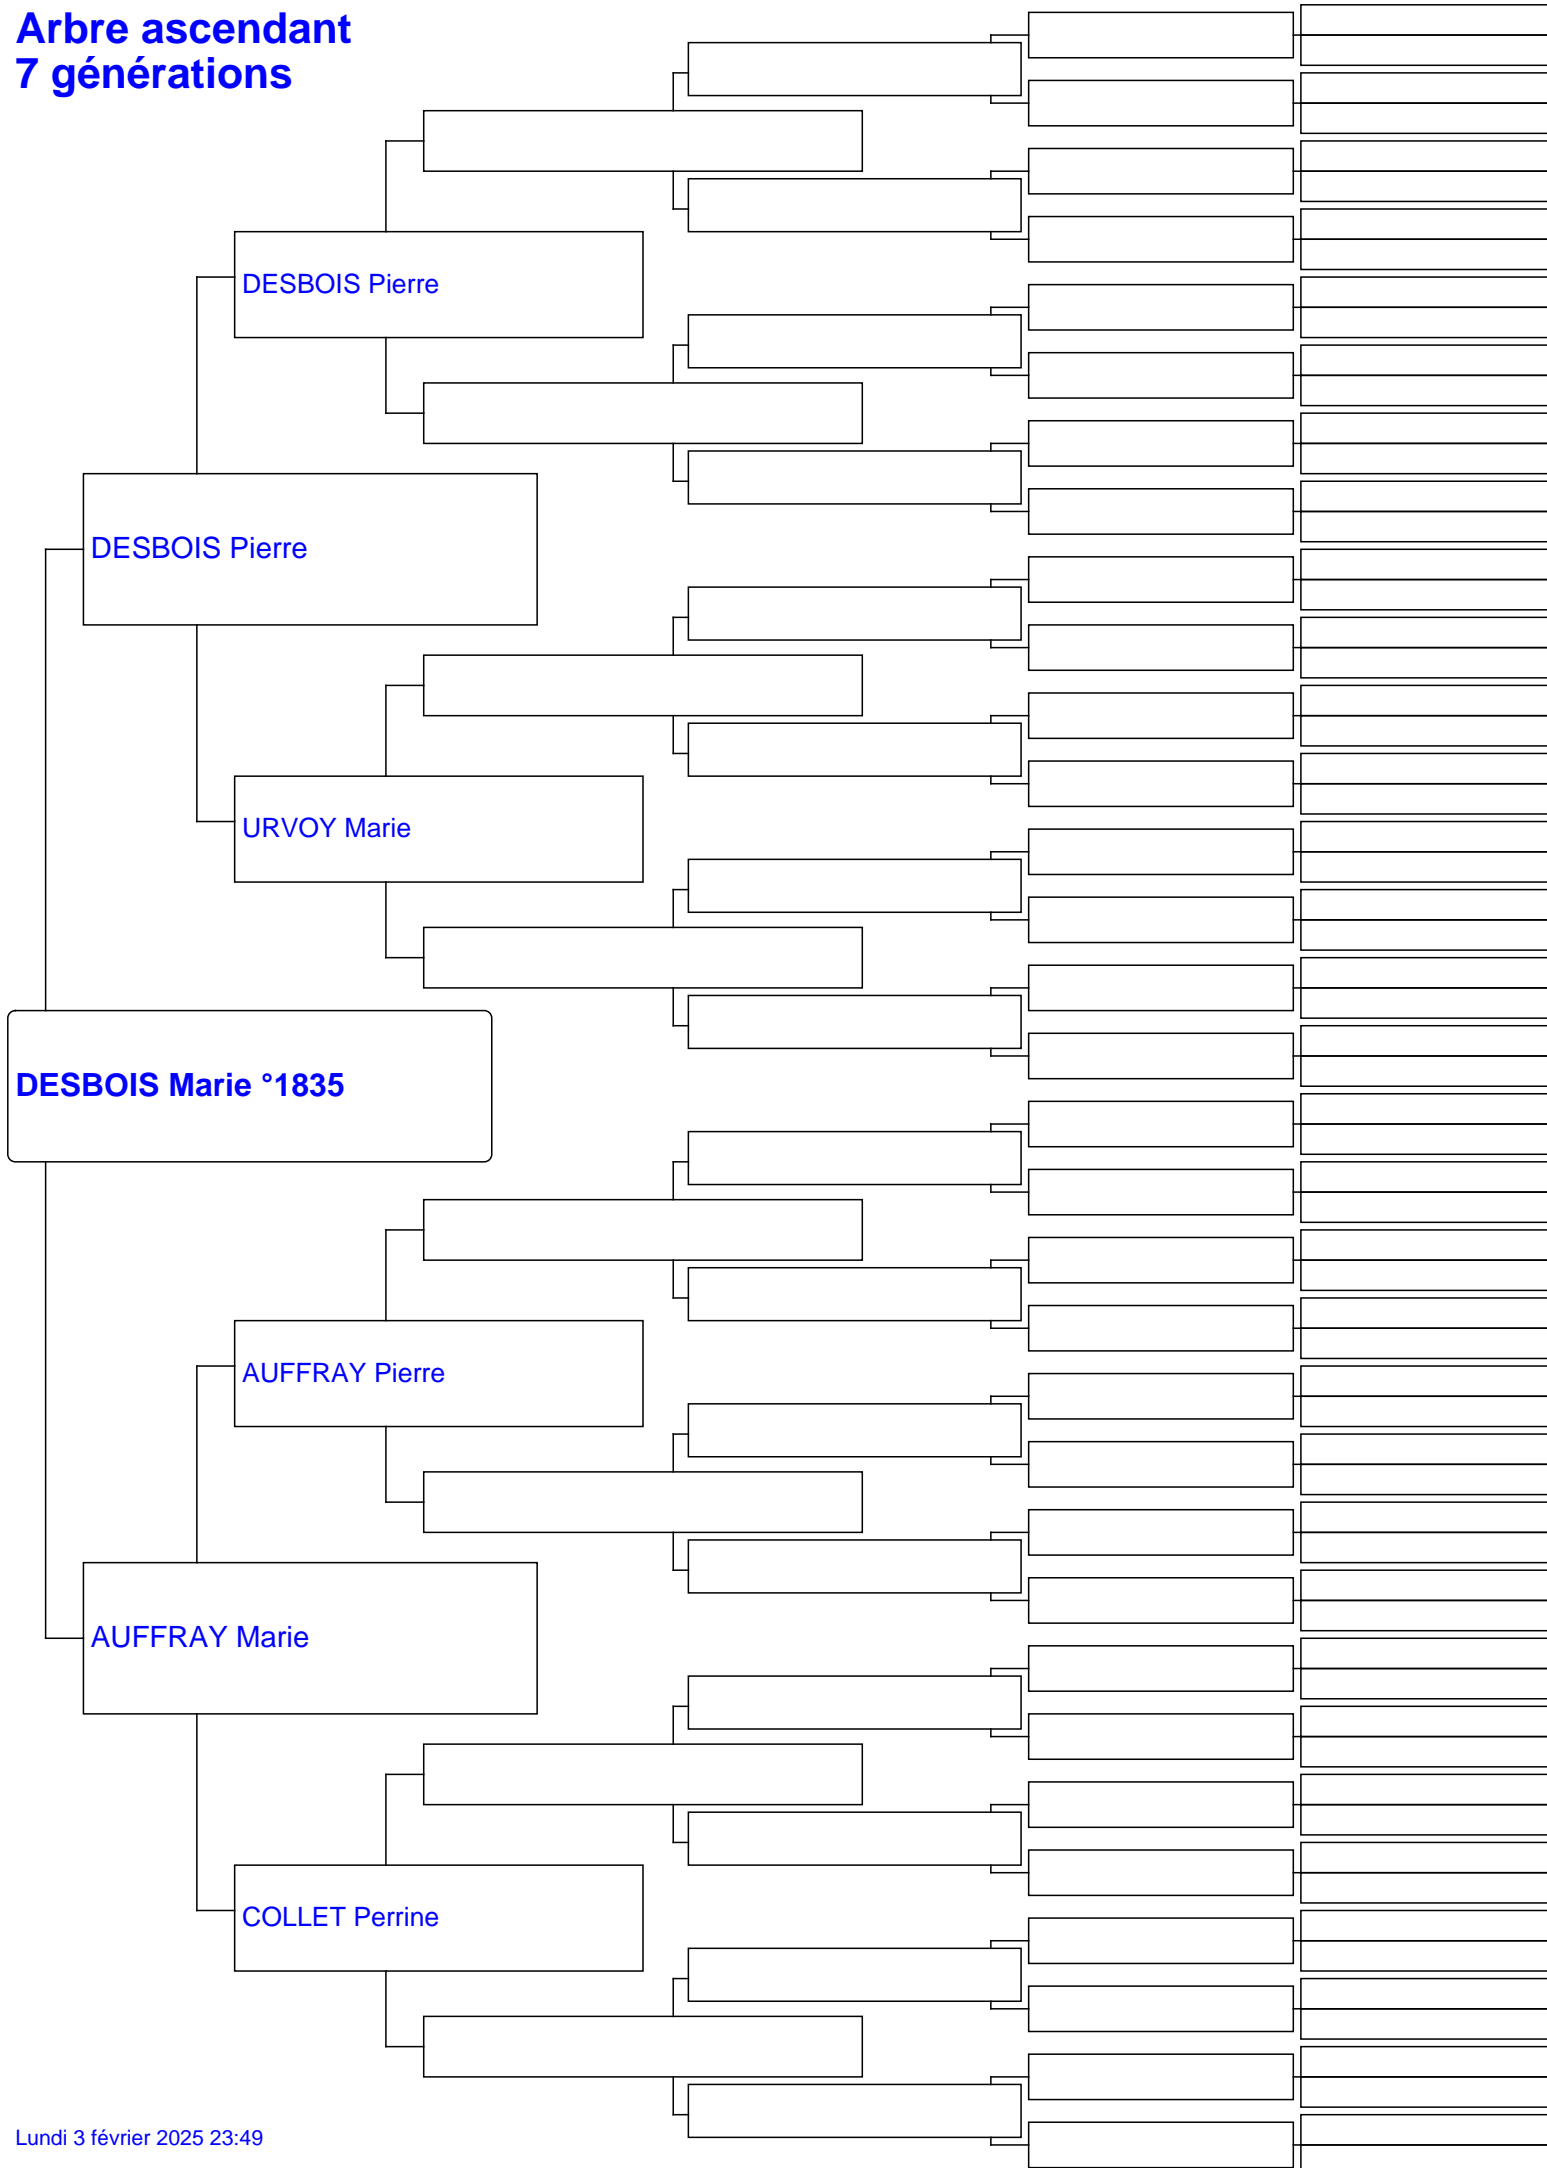 Arbre ascendant
7 générations
DESBOIS Pierre
DESBOIS Pierre
URVOY Marie
DESBOIS Marie °1835
AUFFRAY Pierre
AUFFRAY Marie
COLLET Perrine
Lundi 3 février 2025 23:49